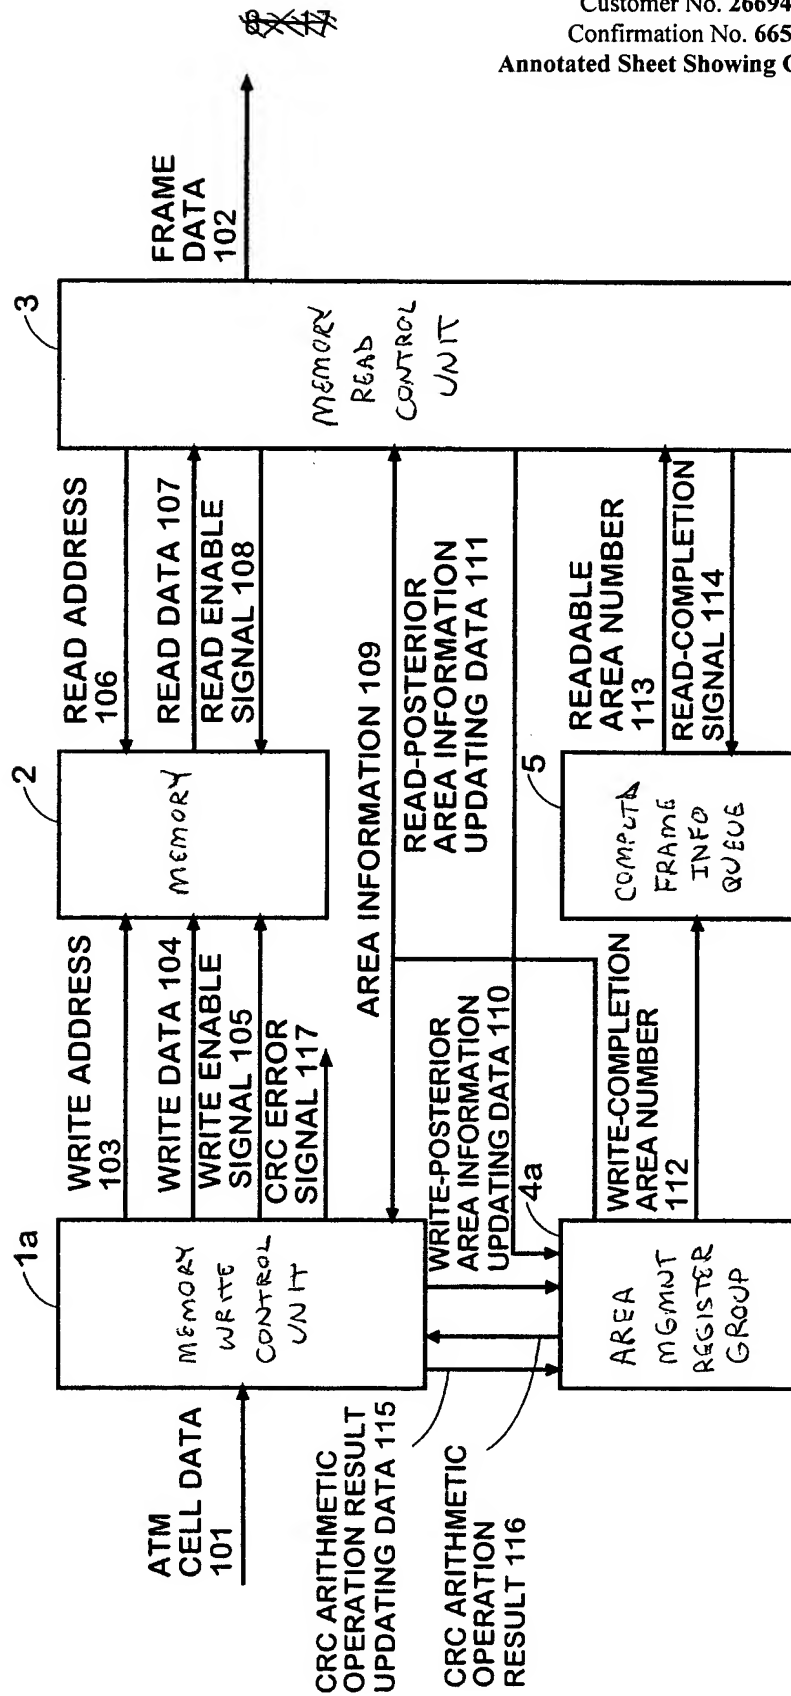 Customer No. 26694
Confirmation No. 665
Annotated Sheet Showing C
ATM
CELL DATA
101
1a
MEMORY
WRITE
CONTROL
UNIT
WRITE ADDRESS
103
WRITE DATA 104
WRITE ENABLE
SIGNAL 105
CRC ERROR
SIGNAL 117
2
MEMORY
READ ADDRESS
106
READ DATA 107
READ ENABLE
SIGNAL 108
3
MEMORY
READ
CONTROL
UNIT
FRAME
DATA
102
AREA INFORMATION 109
READ-POSTERIOR
AREA INFORMATION
UPDATING DATA 111
WRITE-POSTERIOR
AREA INFORMATION
UPDATING DATA 110
CRC ARITHMETIC
OPERATION RESULT
UPDATING DATA 115
CRC ARITHMETIC
OPERATION
RESULT 116
4a
AREA
MGMNT
REGISTER
GROUP
WRITE-COMPLETION
AREA NUMBER
112
5
FRAME
INFO
QUEUE
READABLE
AREA NUMBER
113
READ-COMPLETION
SIGNAL 114